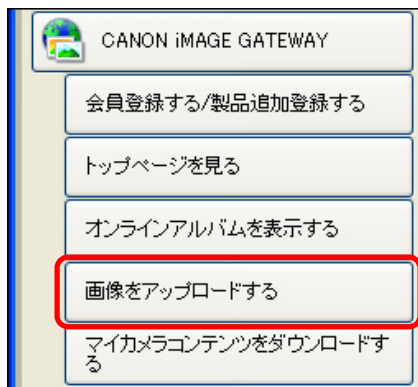 CANON iMAGE GATEWAY
会員登録する/製品追加登録する
トップページを見る
オンラインアルバムを表示する
画像をアップロードする
マイカメラコンテンツをダウンロードす
る